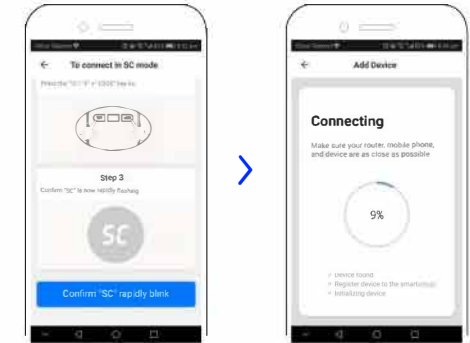 To connect in SC mode
Step 3
Confirm "SC" is now rapidly flashing
SC
Confirm "SC" rapidly blink
Add Device
Connecting
Make sure your router, mobile phone,
and device are as close as possible
9%
Device found
Register device to the smart
Initializing device